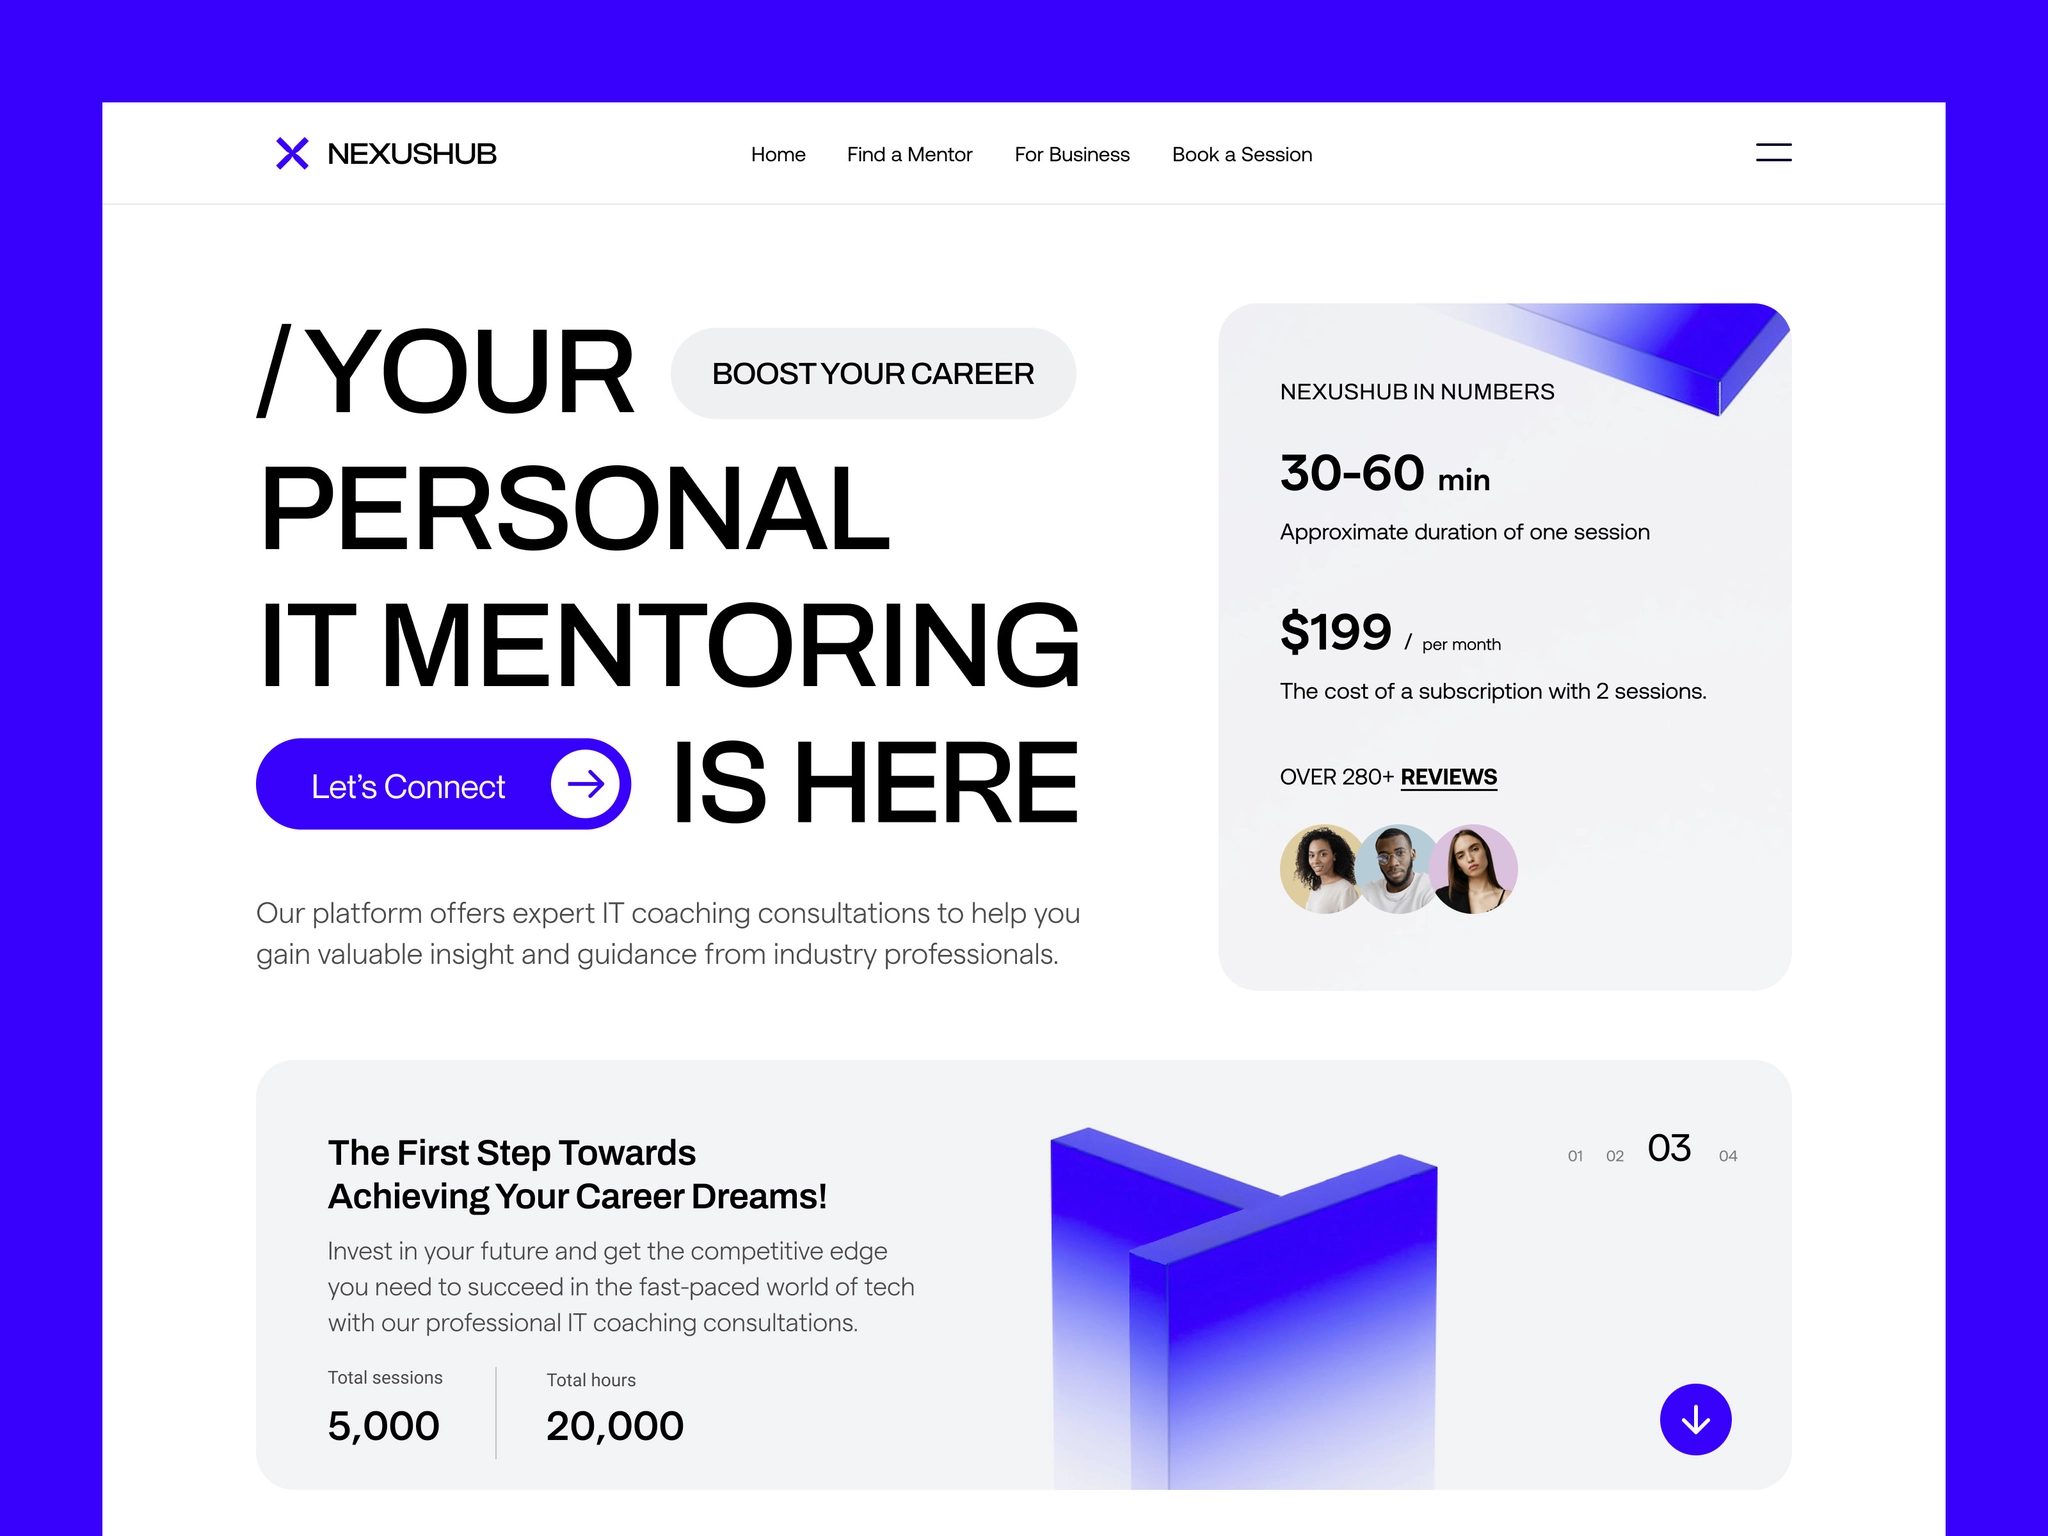 NEXUSHUB
Home
Find a Mentor
For Business
Book a Session
/ YOUR
BOOST YOUR CAREER
PERSONAL
IT MENTORING
Let's Connect
IS HERE
Our platform offers expert IT coaching consultations to help you
gain valuable insight and guidance from industry professionals.
NEXUSHUB IN NUMBERS
30-60 min
Approximate duration of one session
$199 / per month
The cost of a subscription with 2 sessions.
OVER 280+ REVIEWS
The First Step Towards
Achieving Your Career Dreams!
Invest in your future and get the competitive edge
you need to succeed in the fast-paced world of tech
with our professional IT coaching consultations.
Total sessions
5,000
Total hours
20,000
01 02 03 04